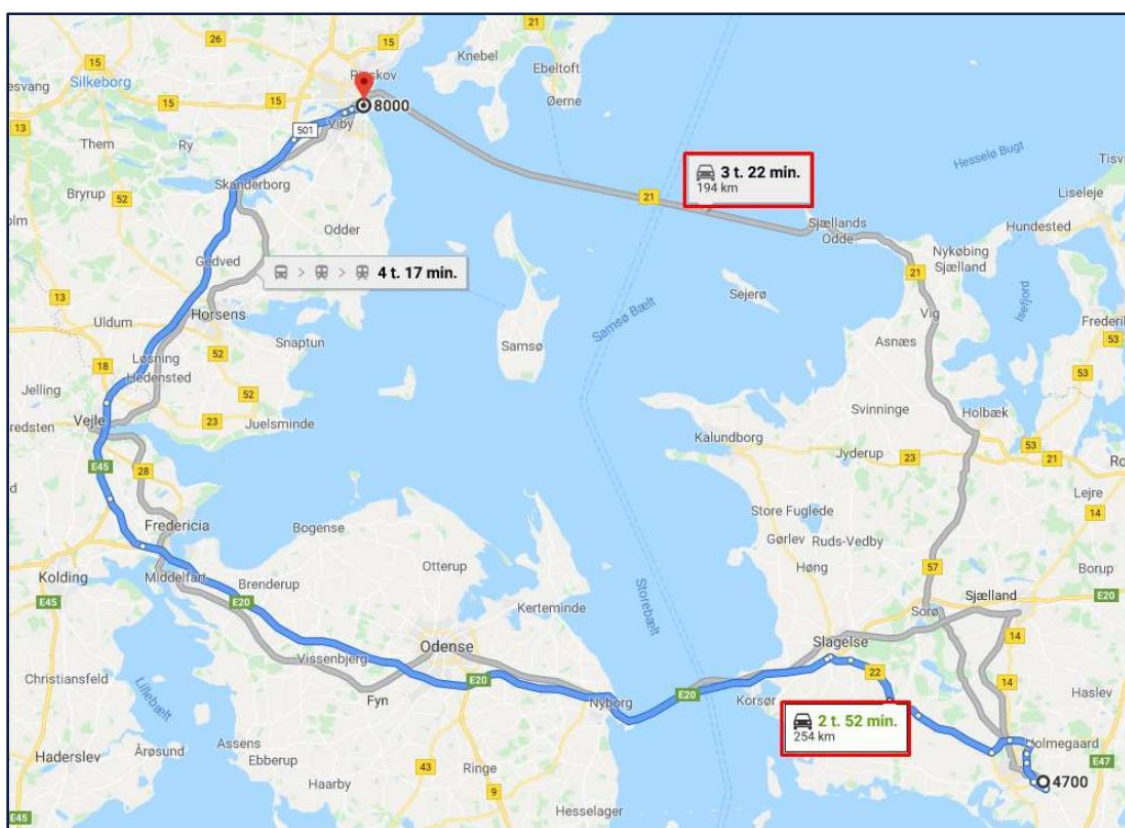 21
26
15
15
Knebel
Ebeltoft
Silkeborg
15
Øerne
8000
15
15
13
501
Viby
Them
Ry
Hesselø Bugt
3 t. 22 min.
194 km
Bryrup
52
Skanderborg
21
Liseleje
Sjællands
Odde
Hundested
Odder
Nykøbing
Sjælland
Gedved
4 t. 17 min.
21
Isefjord
13
Sejerø
Vig
Uldum
Horsens
Samsø Bælt
Samsø
Asnæs
53
Snaptun
52
Løsning
18
Hedensted
53
Jelling
52
Svinninge
Holbæk
Vejle
23
Juelsminde
Kalundborg
53
21
Jyderup
23
E45
28
Lejre
Store Fuglede
14
Fredericia
Bogense
Gørlev
Ruds-Vedby
Otterup
Kolding
Middelfart
Brenderup
Høng
57
Borup
E45
E20
Kerteminde
Storebælt
Sjælland
E20
Sorø
Odense
Slagelse
14
Vissenbjerg
22
Christiansfeld
E20
E20
14
Fyn
Haslev
Lillebælt
Nyborg
Korsør
2 t. 52 min.
254 km
Assens
Holmegaard
Haderslev
Årøsund
Ebberup
43
Ringe
E47
Haarby
4700
9
Hesselager